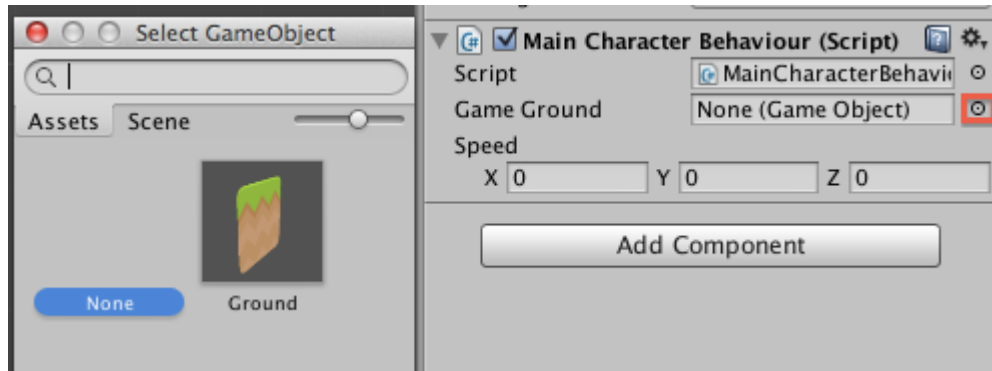 Select GameObject
Assets Scene
None Ground
Main Character Behaviour (Script)
Script MainCharacterBehavi
Game Ground None (Game Object)
Speed
X 0 Y 0 Z 0
Add Component